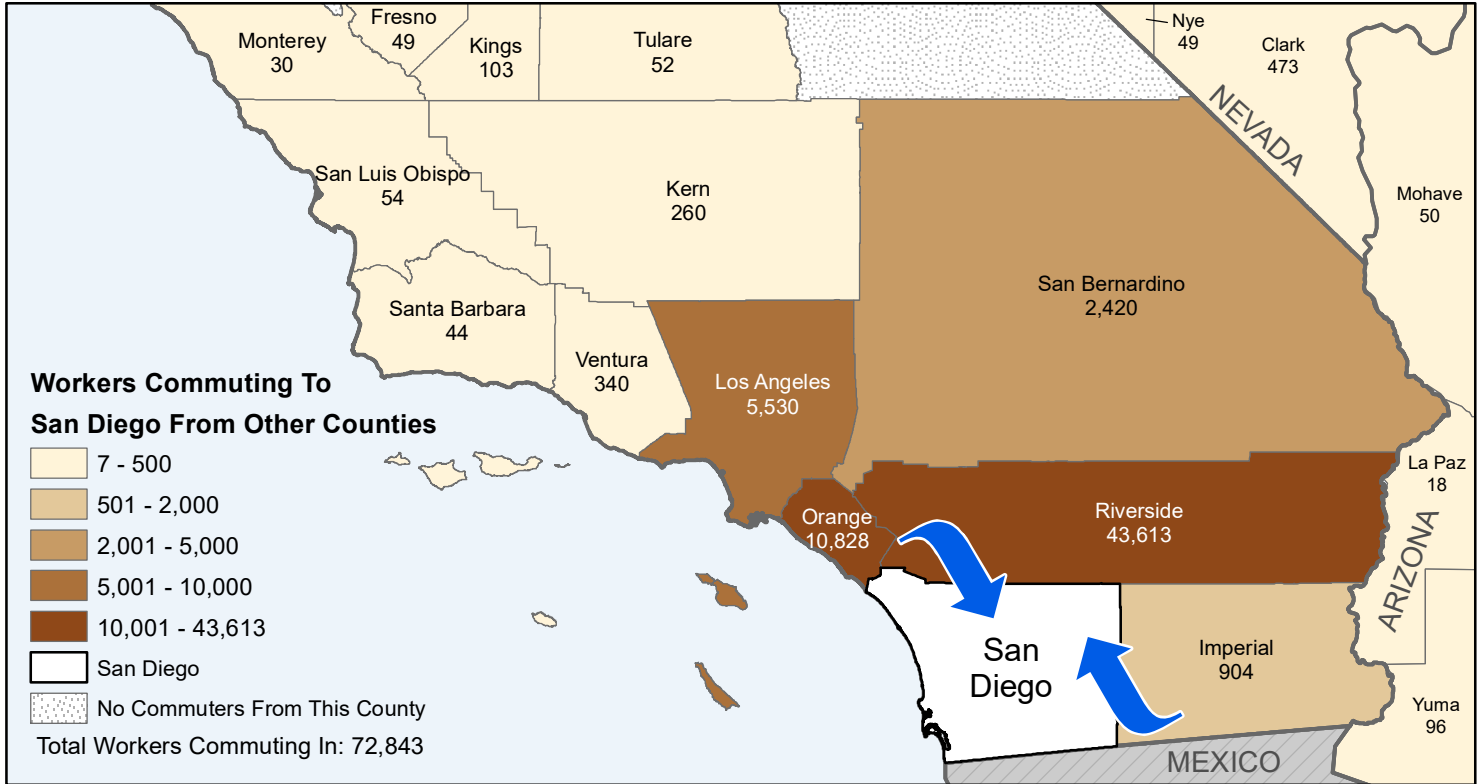 Fresno
49
Monterey
30
Kings
103
Tulare
52
Nye
49
Clark
473
NEVADA
San Luis Obispo
54
Kern
260
Mohave
50
San Bernardino
2,420
Santa Barbara
44
Ventura
340
Los Angeles
5,530
La Paz
18
Orange
10,828
Riverside
43,613
ARIZONA
San
Diego
Imperial
904
Yuma
96
MEXICO
Workers Commuting To
San Diego From Other Counties
7 - 500
501 - 2,000
2,001 - 5,000
5,001 - 10,000
10,001 - 43,613
San Diego
No Commuters From This County
Total Workers Commuting In: 72,843